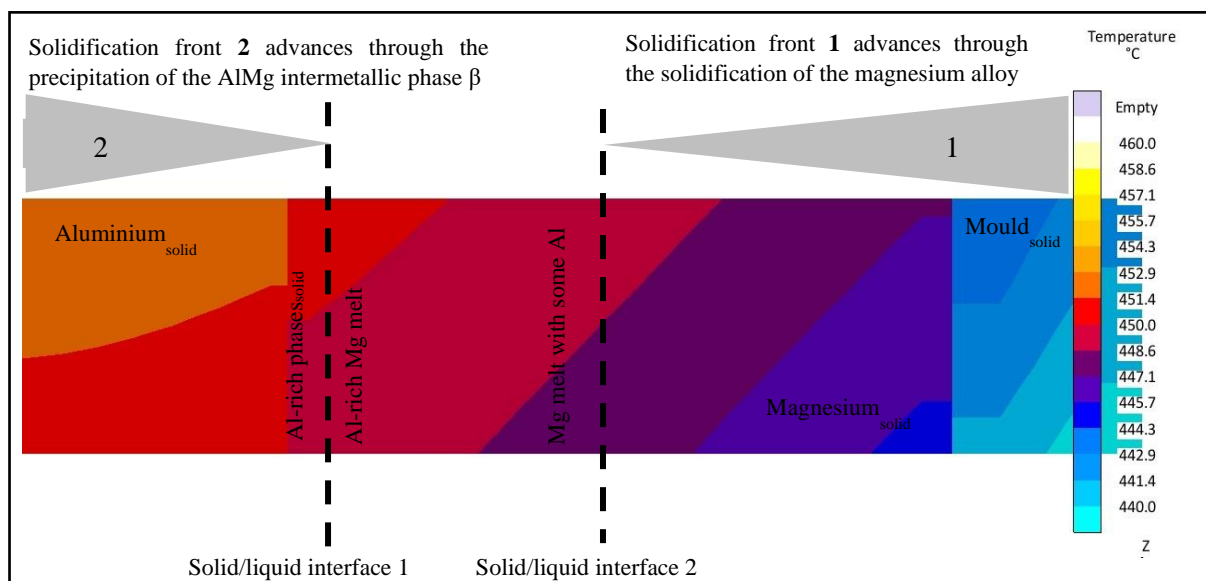 Solidification front 2 advances through the
precipitation of the AlMg intermetallic phase β
Solidification front 1 advances through
the solidification of the magnesium alloy
Temperature
°C
2
1
Empty
460.0
458.6
457.1
455.7
454.3
452.9
451.4
450.0
448.6
447.1
445.7
444.3
442.9
441.4
440.0
Z
Aluminium solid
Al-rich phases solid
Al-rich Mg melt
Mg melt with some Al
Magnesium solid
Mould solid
Solid/liquid interface 1
Solid/liquid interface 2